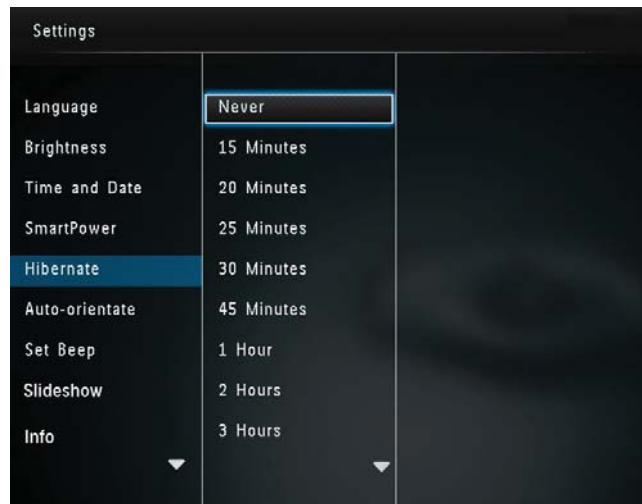 Settings
Language
Brightness
Time and Date
SmartPower
Hibernate
Auto-orientate
Set Beep
Slideshow
Info
Never
15 Minutes
20 Minutes
25 Minutes
30 Minutes
45 Minutes
1 Hour
2 Hours
3 Hours